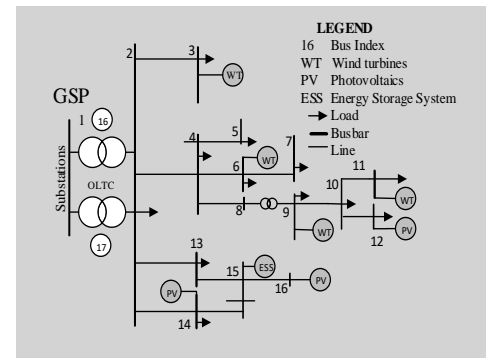 LEGEND
16 Bus Index
WT Wind turbines
PV Photovoltaics
ESS Energy Storage System
Load
Busbar
Line
GSP
Substations
OLTC
1
16
17
2
3
WT
4
5
6
WT
7
8
9
WT
10
11
WT
12
PV
13
14
PV
15
ESS
16
PV